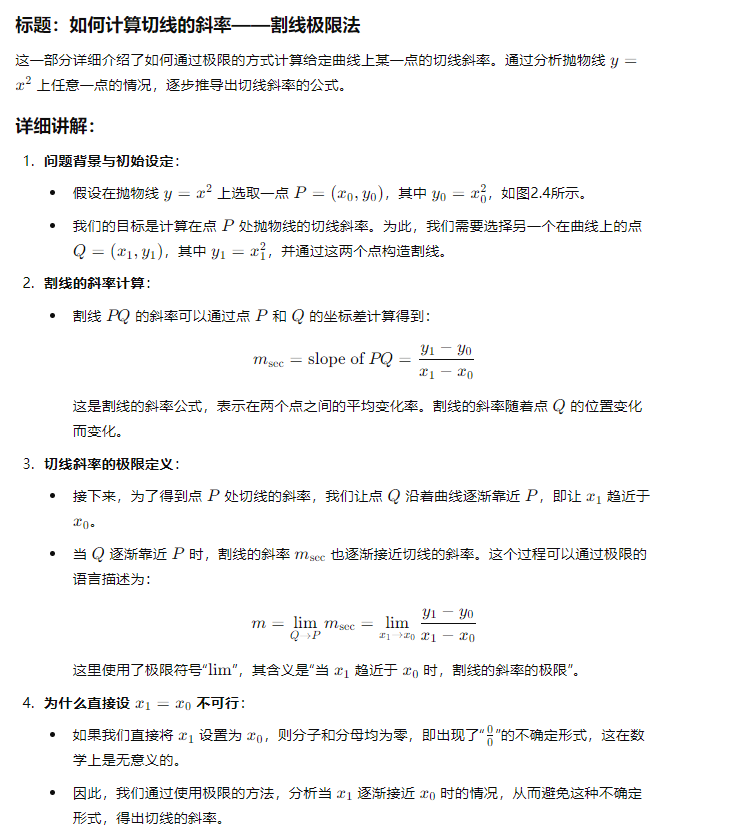 标题：如何计算切线的斜率——割线极限法
这一部分详细介绍了如何通过极限的方式计算给定曲线上某一点的切线斜率。通过分析抛物线 y =
x² 上任意一点的情况，逐步推导出切线斜率的公式。
详细讲解：
1. 问题背景与初始设定：
• 假设在抛物线 y = x² 上选取一点 P = (x₀, y₀)，其中 y₀ = x₀²，如图2.4所示。
• 我们的目标是计算在点 P 处抛物线的切线斜率。为此，我们需要选择另一个在曲线上的点
Q = (x₁, y₁)，其中 y₁ = x₁²，并通过这两个点构造割线。
2. 割线的斜率计算：
• 割线 PQ 的斜率可以通过点 P 和 Q 的坐标差计算得到：
m_sec = slope of PQ = (y₁ − y₀)/(x₁ − x₀)
这是割线的斜率公式，表示在两个点之间的平均变化率。割线的斜率随着点 Q 的位置变化
而变化。
3. 切线斜率的极限定义：
• 接下来，为了得到点 P 处切线的斜率，我们让点 Q 沿着曲线逐渐靠近 P，即让 x₁ 趋近于
x₀。
• 当 Q 逐渐靠近 P 时，割线的斜率 m_sec 也逐渐接近切线的斜率。这个过程可以通过极限的
语言描述为：
m = lim_{Q→P} m_sec = lim_{x₁→x₀} (y₁ − y₀)/(x₁ − x₀)
这里使用了极限符号“lim”，其含义是“当 x₁ 趋近于 x₀ 时，割线的斜率的极限”。
4. 为什么直接设 x₁ = x₀ 不可行：
• 如果我们直接将 x₁ 设置为 x₀，则分子和分母均为零，即出现了“0/0”的不确定形式，这在数
学上是无意义的。
• 因此，我们通过使用极限的方法，分析当 x₁ 逐渐接近 x₀ 时的情况，从而避免这种不确定
形式，得出切线的斜率。